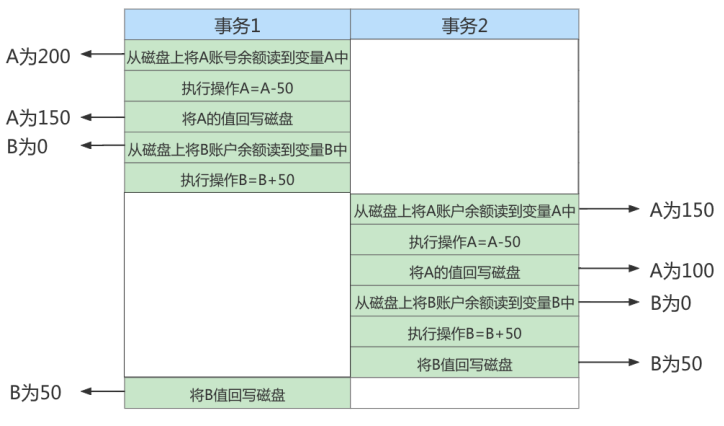 事务1 事务2
A为200 从磁盘上将A账号余额读到变量A中
执行操作A=A-50
A为150 将A的值回写磁盘
B为0 从磁盘上将B账户余额读到变量B中
执行操作B=B+50
从磁盘上将A账户余额读到变量A中 A为150
执行操作A=A-50
将A的值回写磁盘 A为100
从磁盘上将B账户余额读到变量B中 B为0
执行操作B=B+50
将B值回写磁盘 B为50
B为50 将B值回写磁盘